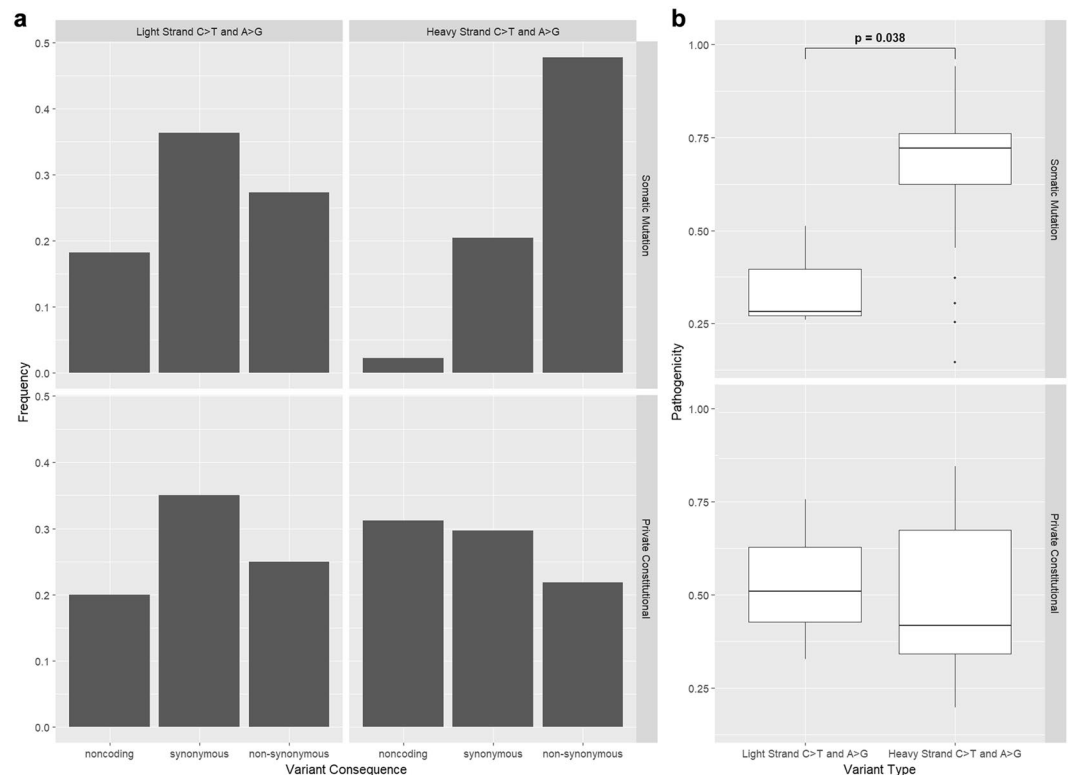 a
Light Strand C>T and A>G
Heavy Strand C>T and A>G
0.5
0.4
0.3
0.2
0.1
0.0
Somatic Mutation
0.5
0.4
0.3
0.2
0.1
0.0
Private Constitutional
Frequency
noncoding
synonymous
non-synonymous
noncoding
synonymous
non-synonymous
Variant Consequence
b
p = 0.038
1.00
0.75
0.50
0.25
Somatic Mutation
1.00
0.75
0.50
0.25
Private Constitutional
Pathogenicity
Light Strand C>T and A>G
Heavy Strand C>T and A>G
Variant Type